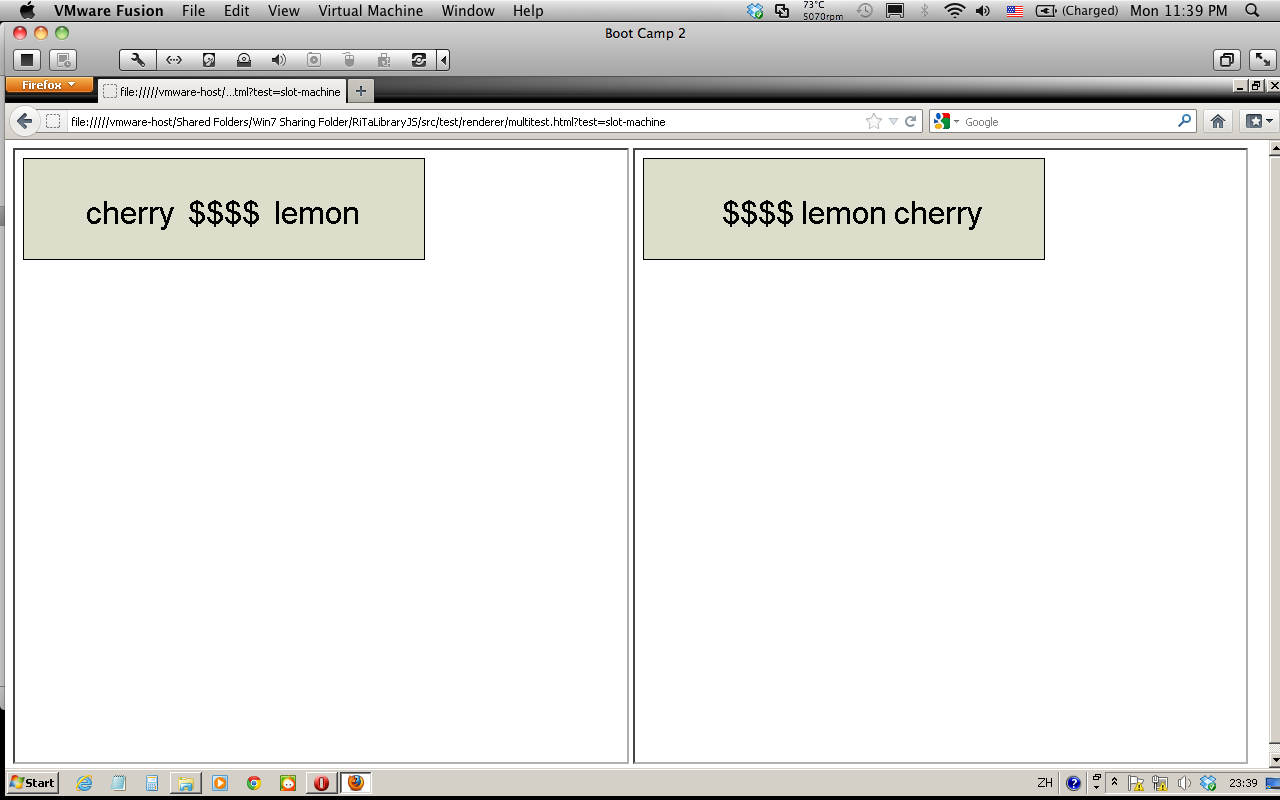 VMware Fusion File Edit View Virtual Machine Window Help 73°C 5070rpm (Charged) Mon 11:39 PM
Boot Camp 2
Firefox
file://///vmware-host/...tml?test=slot-machine
file://///vmware-host/Shared Folders/Win7 Sharing Folder/RiTaLibraryJS/src/test/renderer/multitest.html?test=slot-machine Google
cherry $$$$ lemon
$$$$ lemon cherry
Start ZH 23:39